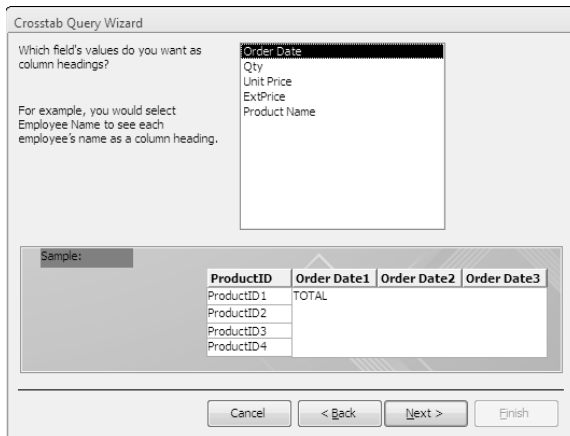 Crosstab Query Wizard
Which field's values do you want as
column headings?
For example, you would select
Employee Name to see each
employee's name as a column heading.
Order Date
Qty
Unit Price
ExtPrice
Product Name
Sample:
ProductID Order Date1 Order Date2 Order Date3
ProductID1 TOTAL
ProductID2
ProductID3
ProductID4
Cancel < Back Next > Finish